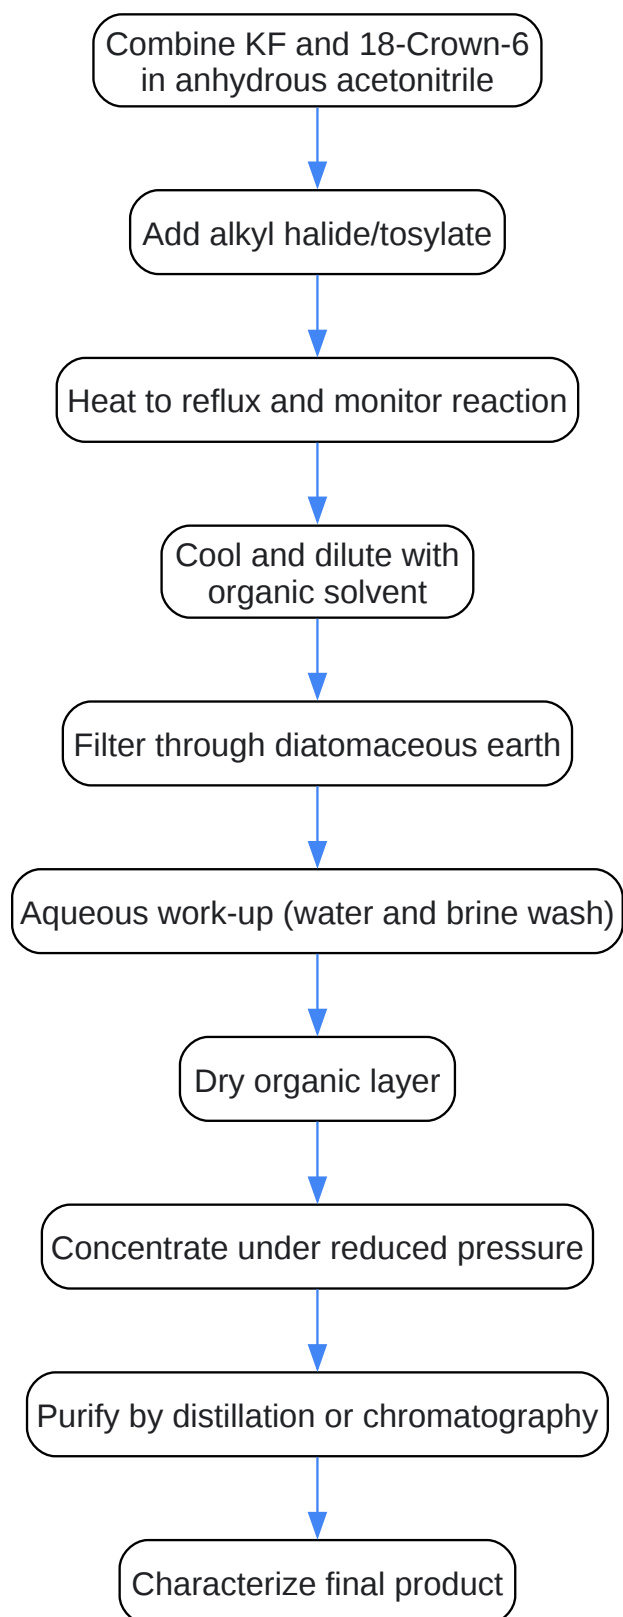 Combine KF and 18-Crown-6
in anhydrous acetonitrile
Add alkyl halide/tosylate
Heat to reflux and monitor reaction
Cool and dilute with
organic solvent
Filter through diatomaceous earth
Aqueous work-up (water and brine wash)
Dry organic layer
Concentrate under reduced pressure
Purify by distillation or chromatography
Characterize final product